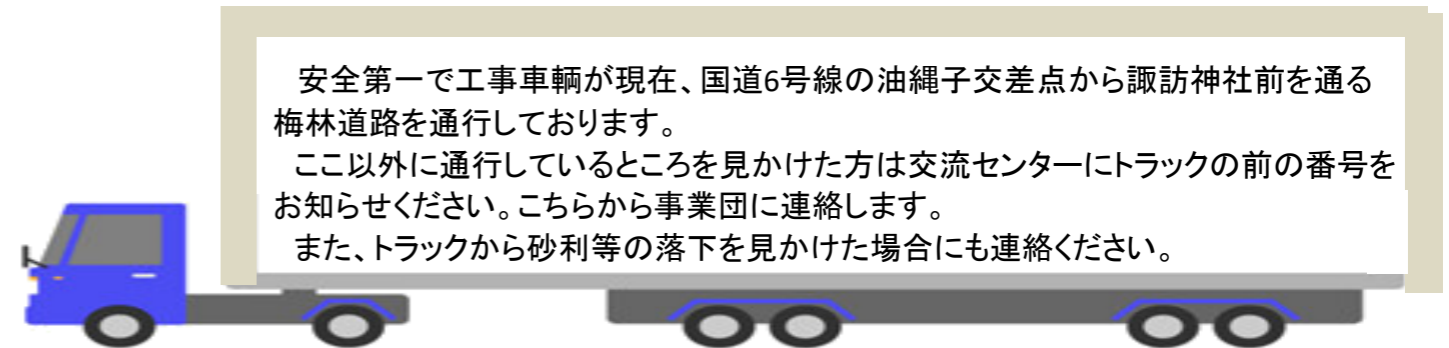 安全第一で工事車輌が現在、国道6号線の油縄子交差点から諏訪神社前を通る
梅林道路を通行しております。
　ここ以外に通行しているところを見かけた方は交流センターにトラックの前の番号を
お知らせください。こちらから事業団に連絡します。
　また、トラックから砂利等の落下を見かけた場合にも連絡ください。